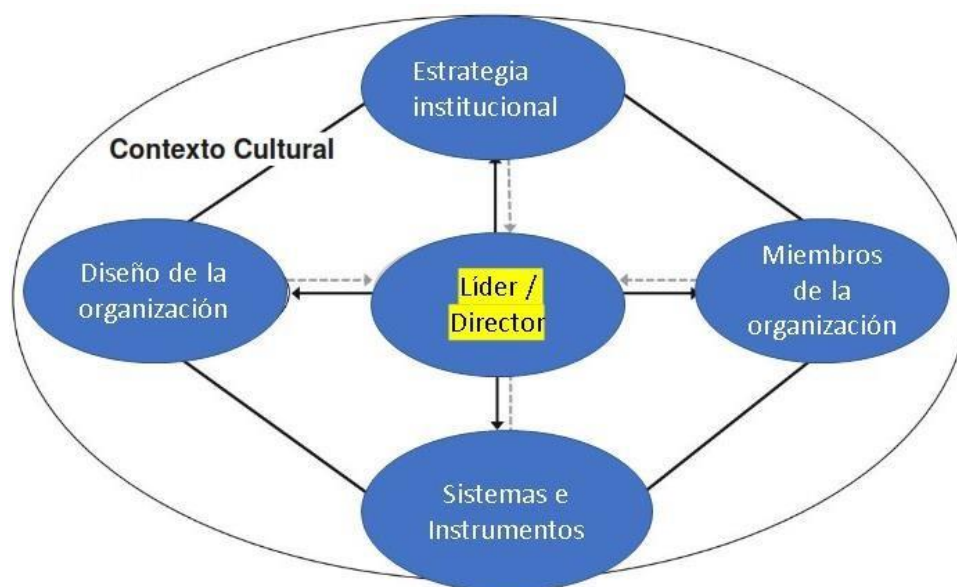 Estrategia
institucional
Contexto Cultural
Diseño de la
organización
Líder /
Director
Miembros
de la
organización
Sistemas e
Instrumentos